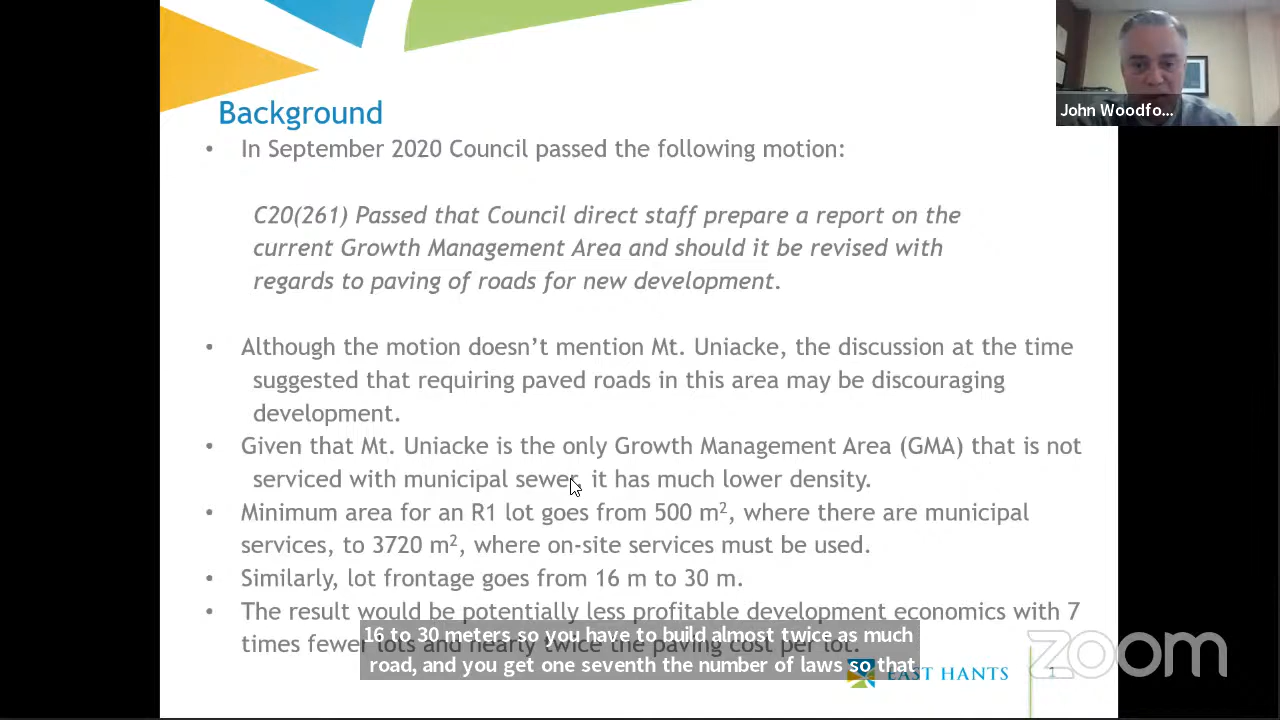 John Woodfo...
Background
• In September 2020 Council passed the following motion:
C20(261) Passed that Council direct staff prepare a report on the
current Growth Management Area and should it be revised with
regards to paving of roads for new development.
• Although the motion doesn't mention Mt. Uniacke, the discussion at the time
suggested that requiring paved roads in this area may be discouraging
development.
• Given that Mt. Uniacke is the only Growth Management Area (GMA) that is not
serviced with municipal sewer, it has much lower density.
• Minimum area for an R1 lot goes from 500 m², where there are municipal
services, to 3720 m², where on-site services must be used.
• Similarly, lot frontage goes from 16 m to 30 m.
• The result would be potentially less profitable development economics with 7
times fewer lots and nearly twice the paving cost per lot.
16 to 30 meters so you have to build almost twice as much
road, and you get one seventh the number of laws so that
EAST HANTS
1
zoom